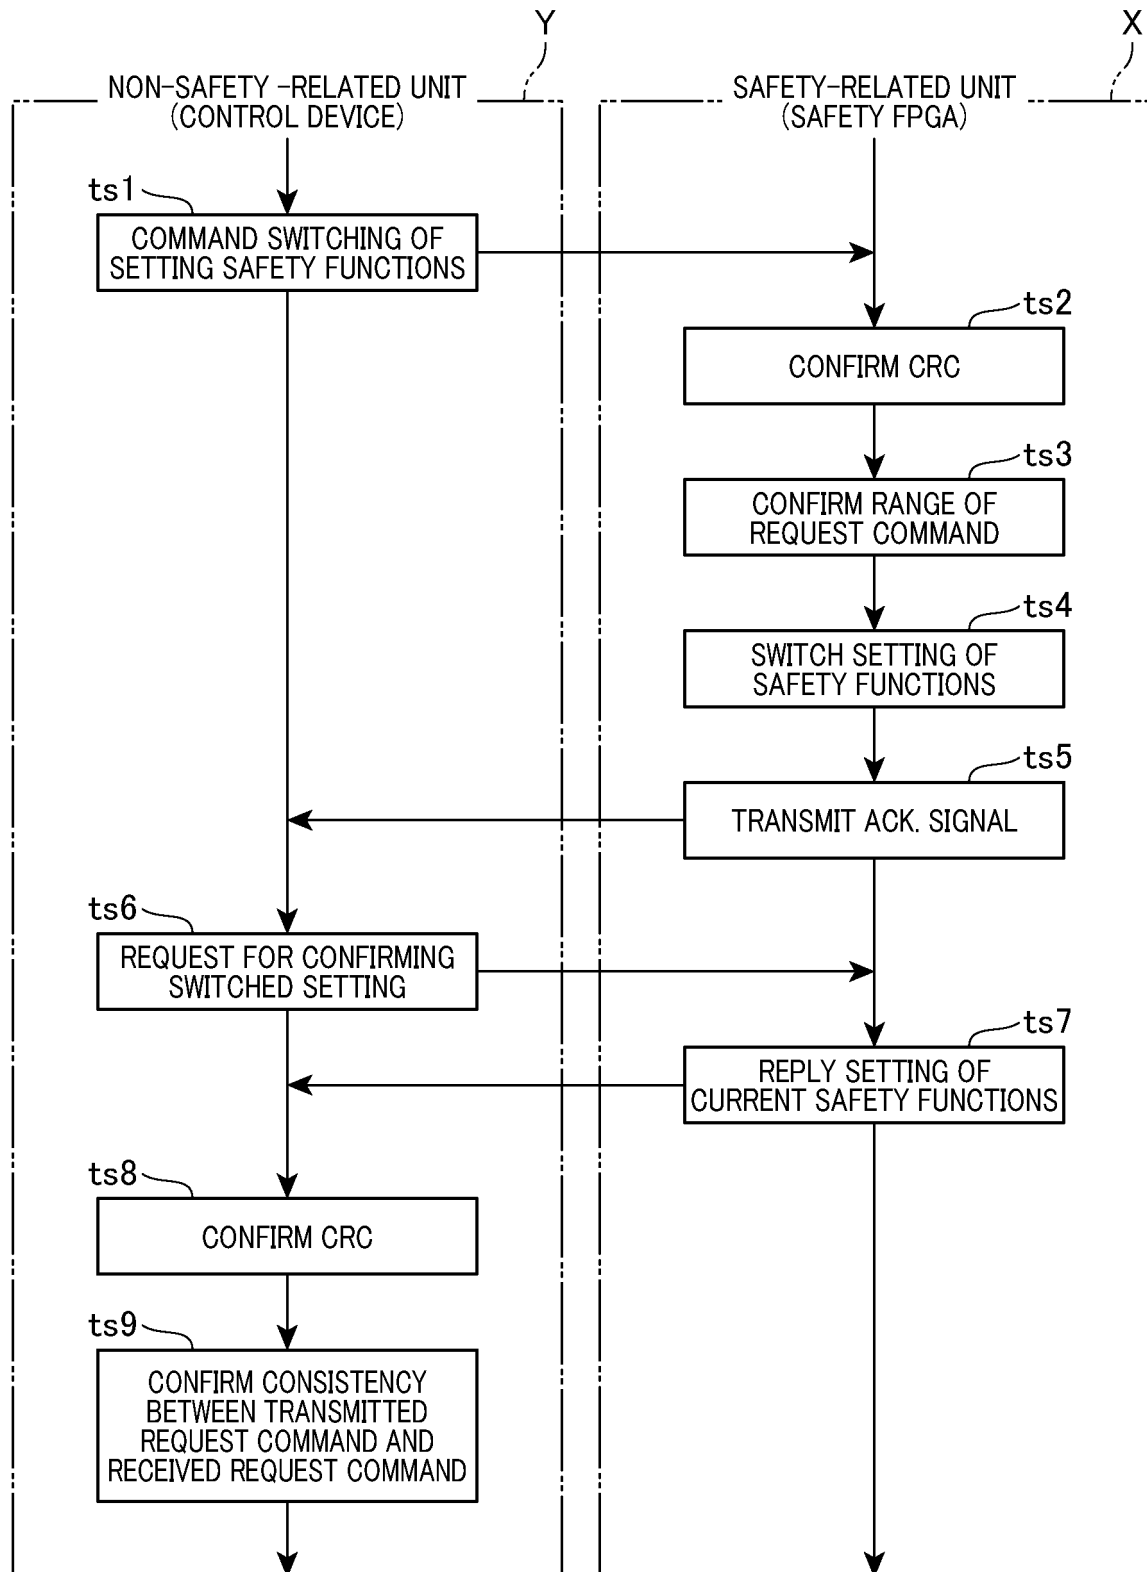 Y
X
NON-SAFETY -RELATED UNIT
(CONTROL DEVICE)
SAFETY-RELATED UNIT
(SAFETY FPGA)
ts1
COMMAND SWITCHING OF
SETTING SAFETY FUNCTIONS
ts2
CONFIRM CRC
ts3
CONFIRM RANGE OF
REQUEST COMMAND
ts4
SWITCH SETTING OF
SAFETY FUNCTIONS
ts5
TRANSMIT ACK. SIGNAL
ts6
REQUEST FOR CONFIRMING
SWITCHED SETTING
ts7
REPLY SETTING OF
CURRENT SAFETY FUNCTIONS
ts8
CONFIRM CRC
ts9
CONFIRM CONSISTENCY
BETWEEN TRANSMITTED
REQUEST COMMAND AND
RECEIVED REQUEST COMMAND